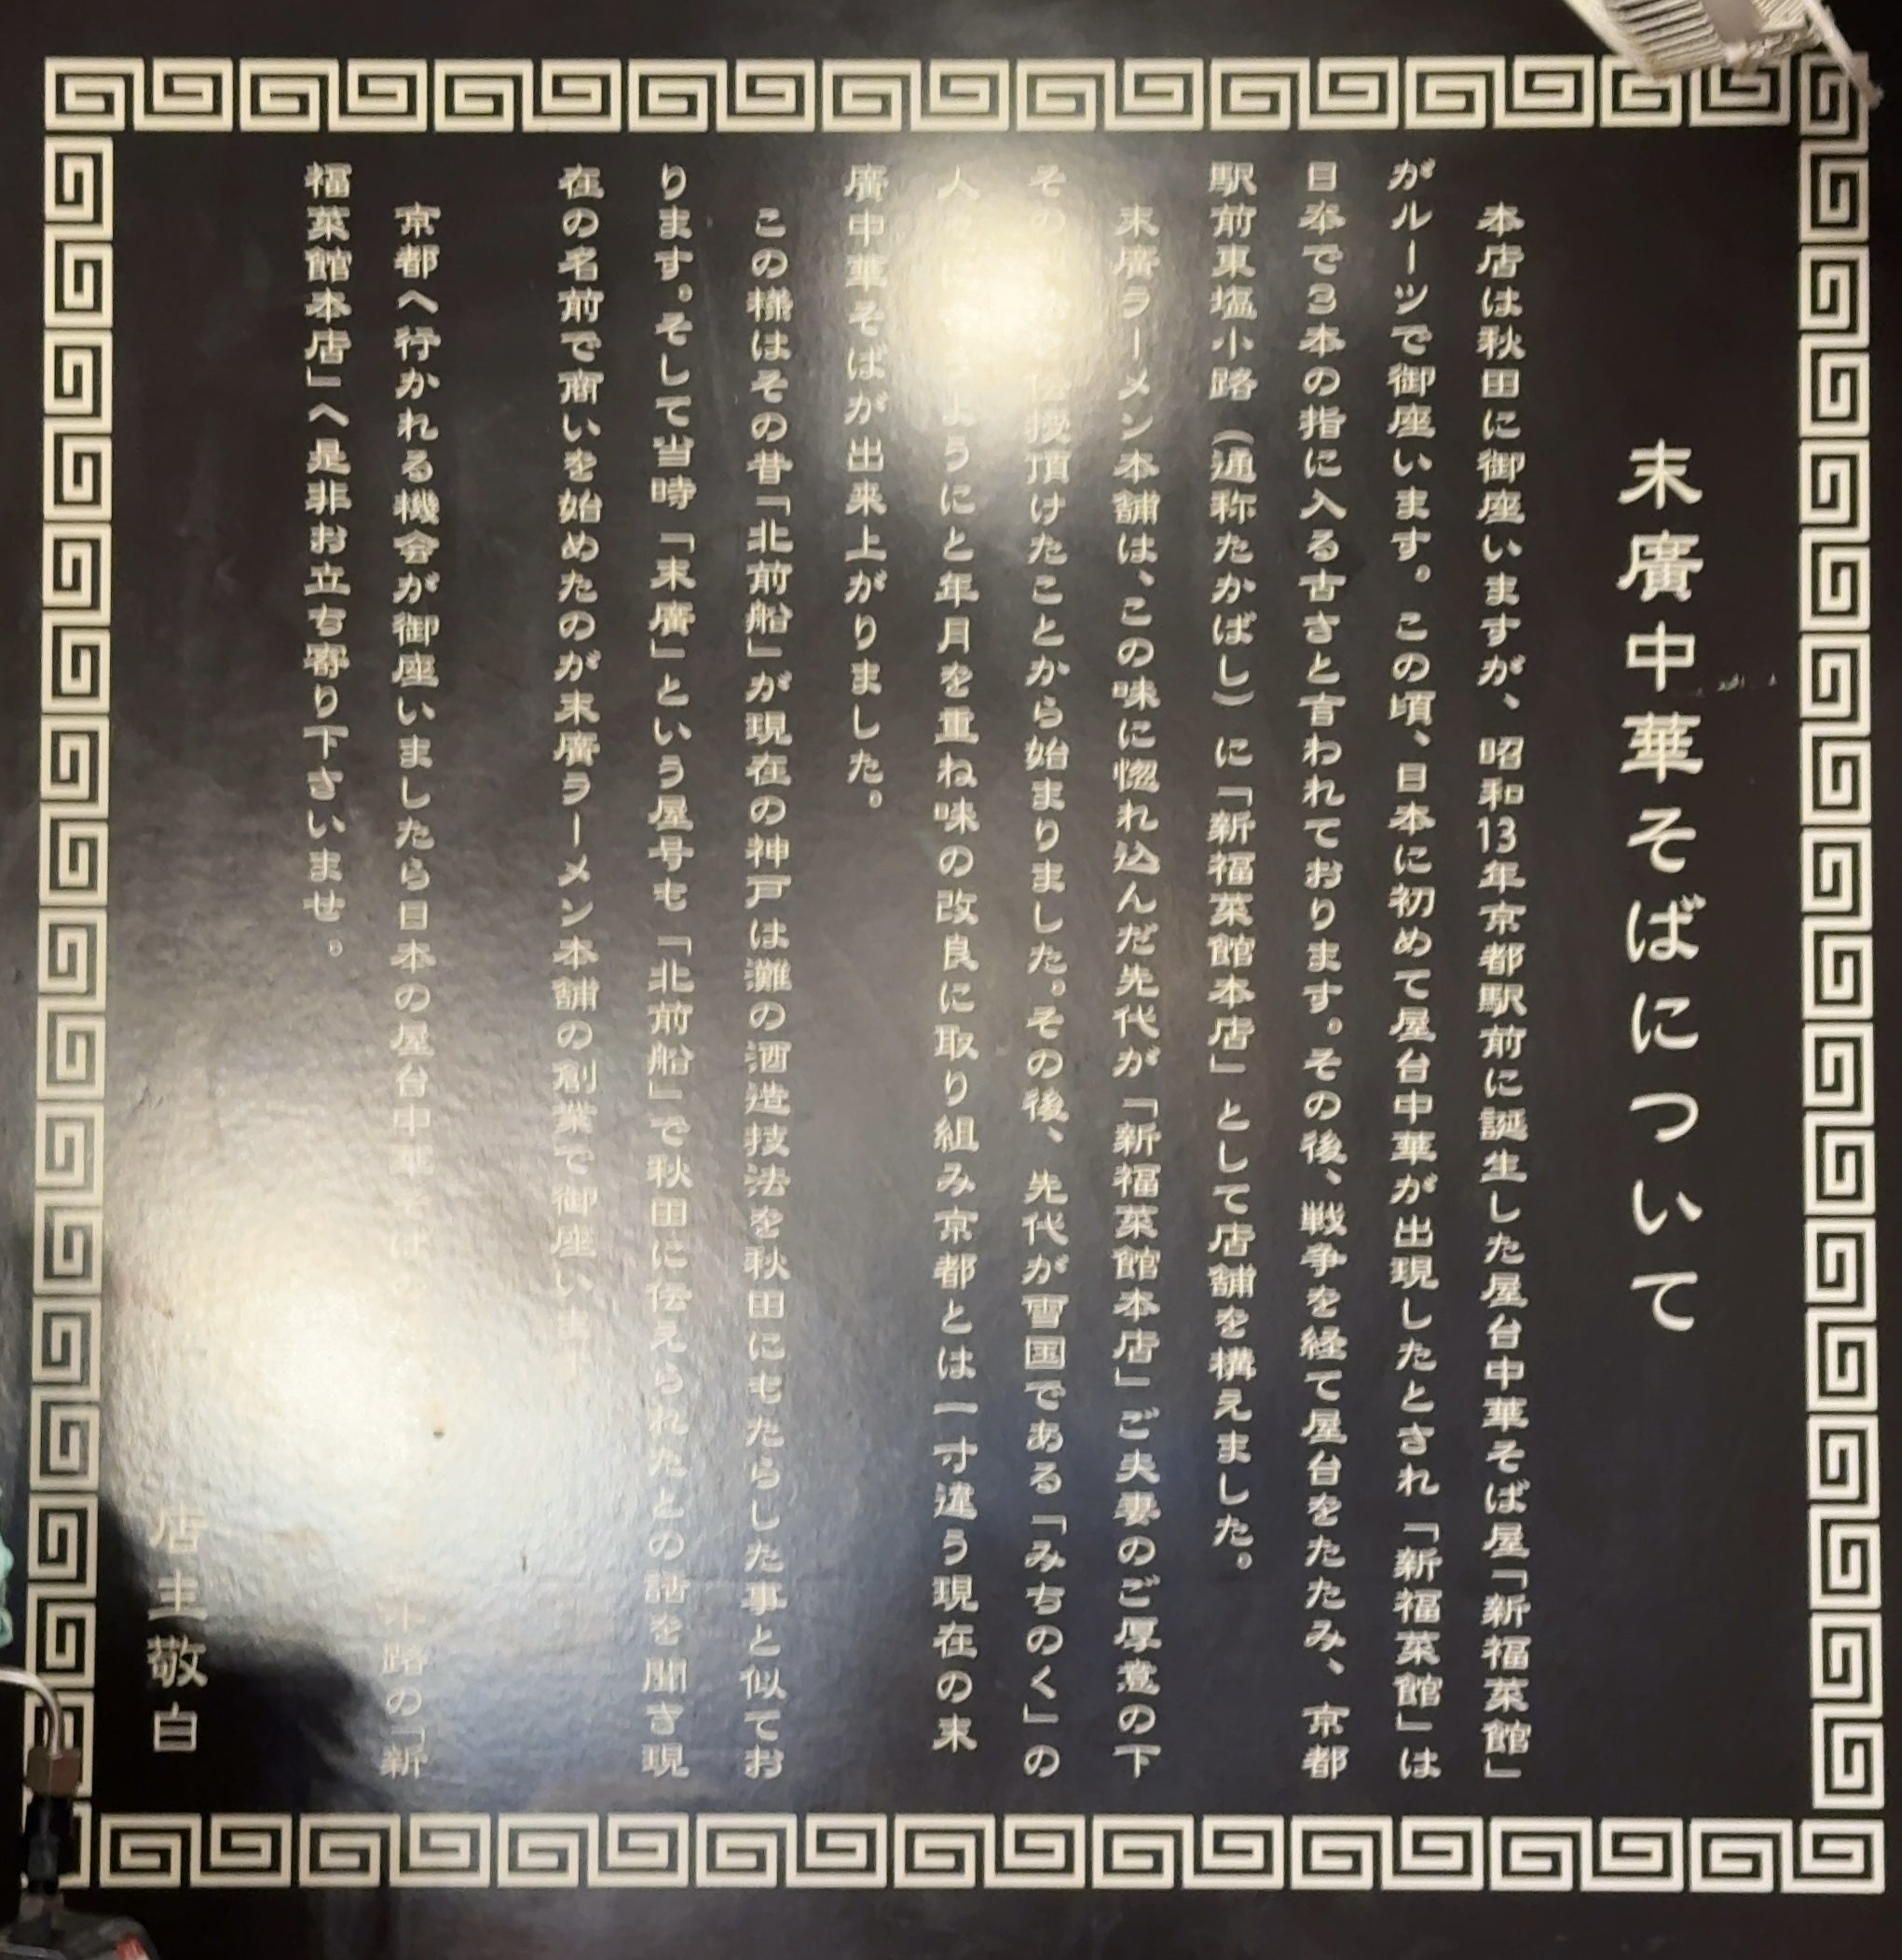 末廣中華そばについて
本店は秋田に御座いますが、昭和13年京都駅前に誕生した屋台中華そば屋「新福菜館」
がルーツで御座います。この頃、日本に初めて屋台中華が出現したとされ「新福菜館」は
日本で3本の指に入る古さと言われております。その後、戦争を経て屋台をたたみ、京都
駅前東塩小路（通称たかばし）に「新福菜館本店」として店舗を構えました。
末廣ラーメン本舗は、この味に惚れ込んだ先代が「新福菜館本店」ご夫妻のご厚意の下
その 伝授頂けたことから始まりました。その後、先代が雪国である「みちのく」の
人 ようにと年月を重ね味の改良に取り組み京都とは一寸違う現在の末
廣中華そばが出来上がりました。
この様はその昔「北前船」が現在の神戸は灘の酒造技法を秋田にもたらした事と似てお
ります。そして当時「末廣」という屋号も「北前船」で秋田に伝えられたとの話を聞き現
在の名前で商いを始めたのが末廣ラーメン本舗の創業で御座います
京都へ行かれる機会が御座いましたら日本の屋台中華そば 小路の「新
福菜館本店」へ是非お立ち寄り下さいませ。
店主敬白